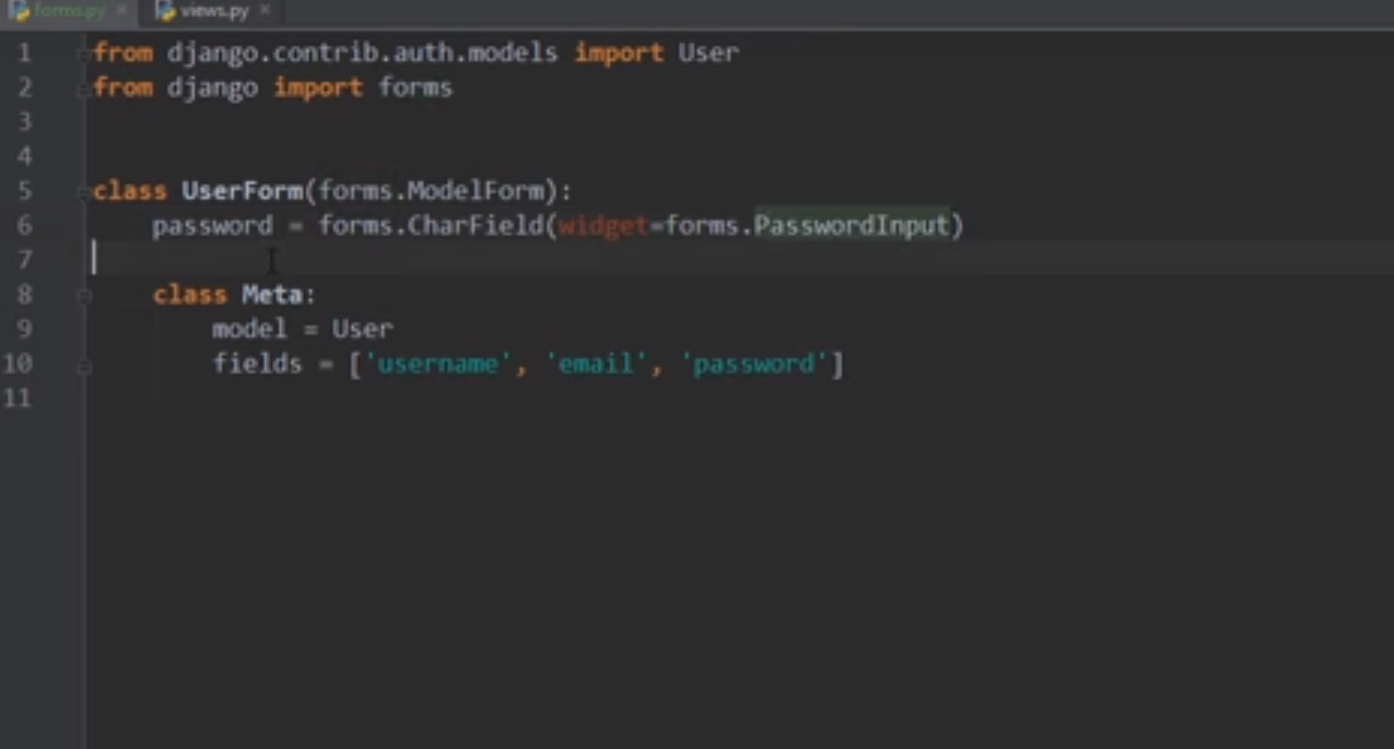 forms.py views.py
1 from django.contrib.auth.models import User
2 from django import forms
3
4
5 class UserForm(forms.ModelForm):
6     password = forms.CharField(widget=forms.PasswordInput)
7
8     class Meta:
9         model = User
10         fields = ['username', 'email', 'password']
11